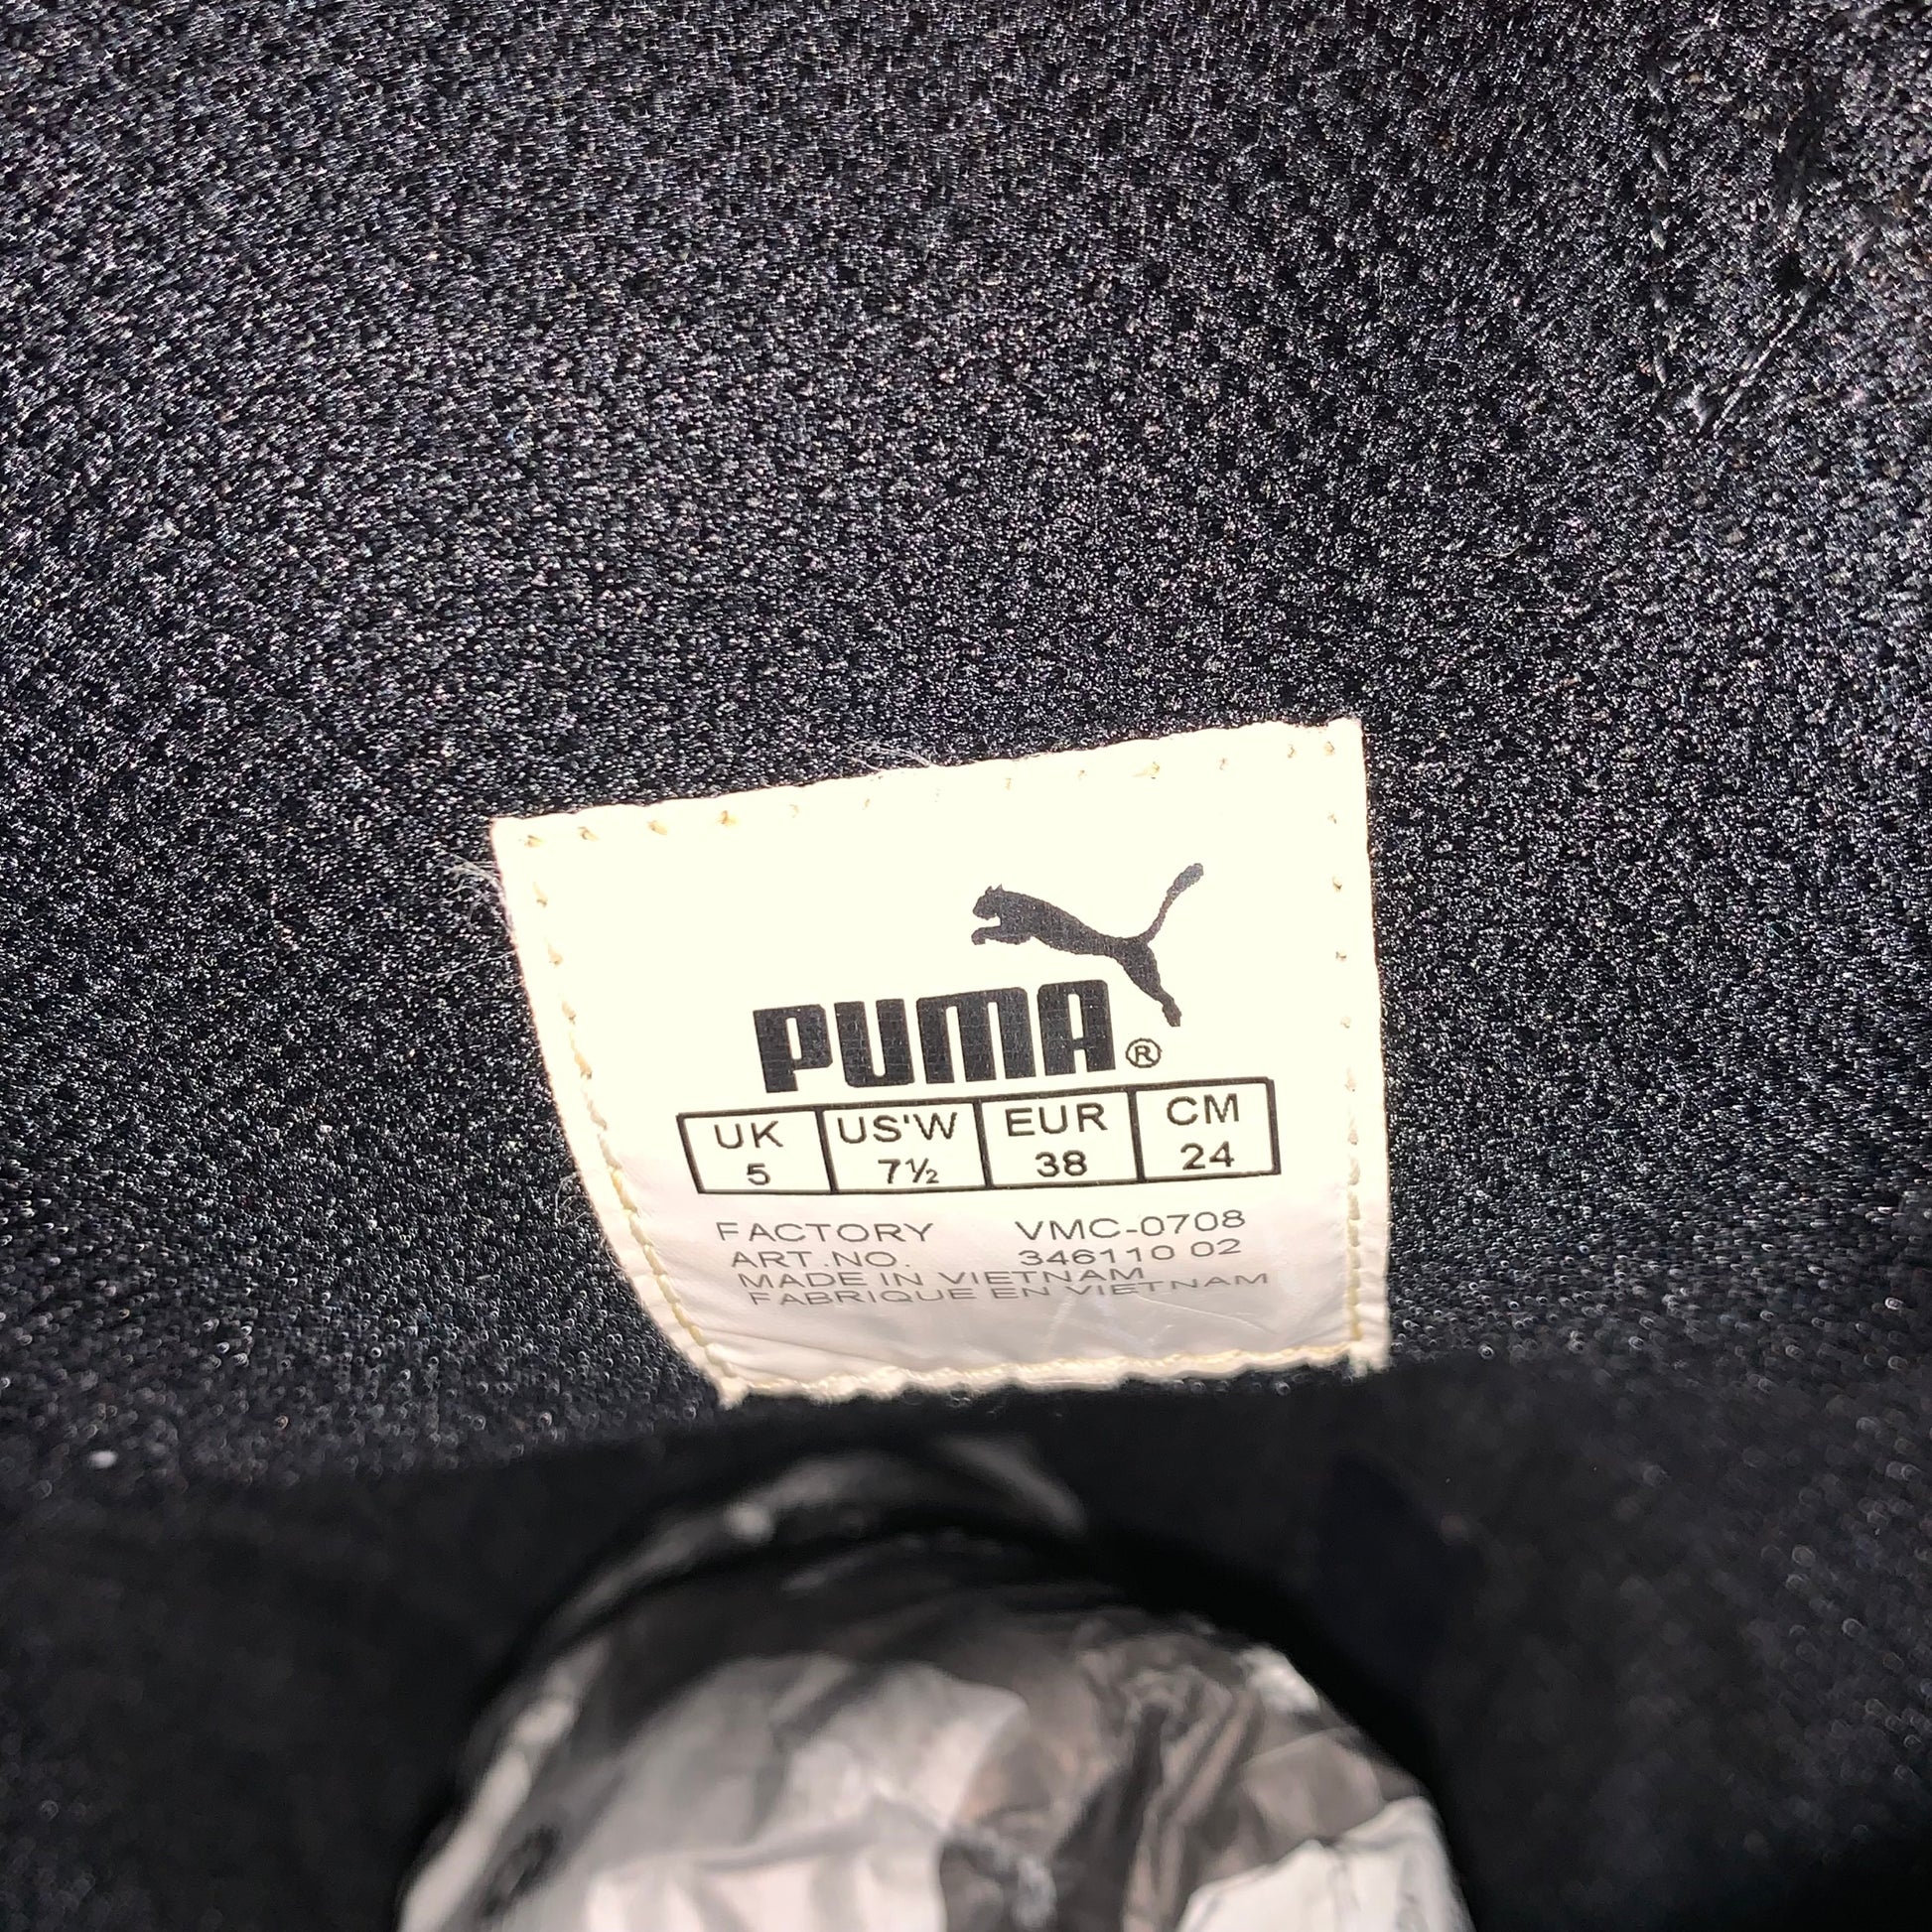 PUMA®
UK US'W EUR CM
5 7½ 38 24
FACTORY VMC-0708
ART.NO. 346110 02
MADE IN VIETNAM
FABRIQUE EN VIETNAM